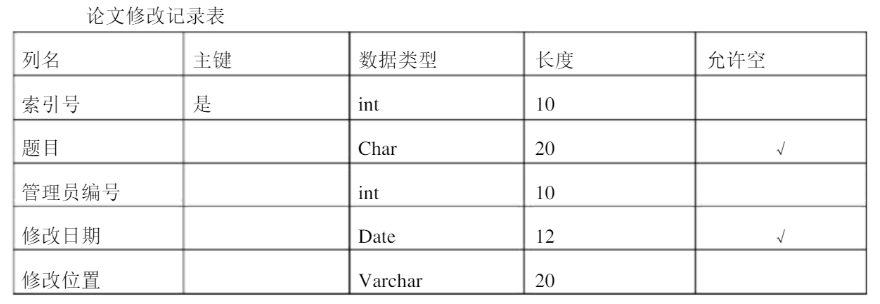 论文修改记录表
列名 主键 数据类型 长度 允许空
索引号 是 int 10
题目 Char 20 √
管理员编号 int 10
修改日期 Date 12 √
修改位置 Varchar 20